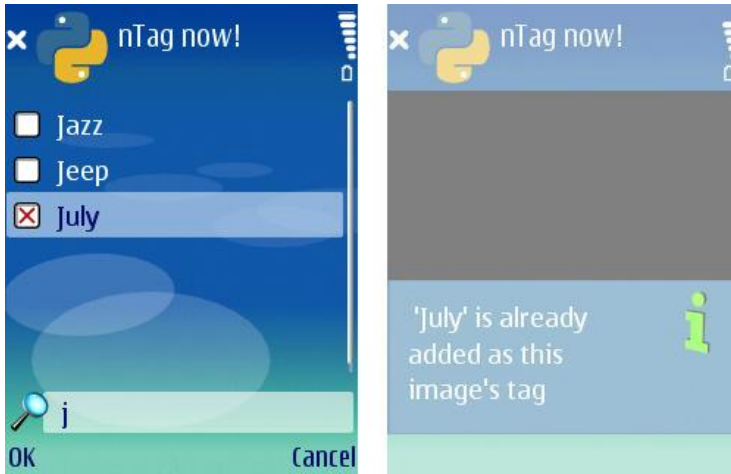 nTag now!
Jazz
Jeep
July
j
OK Cancel
nTag now!
'July' is already
added as this
image's tag